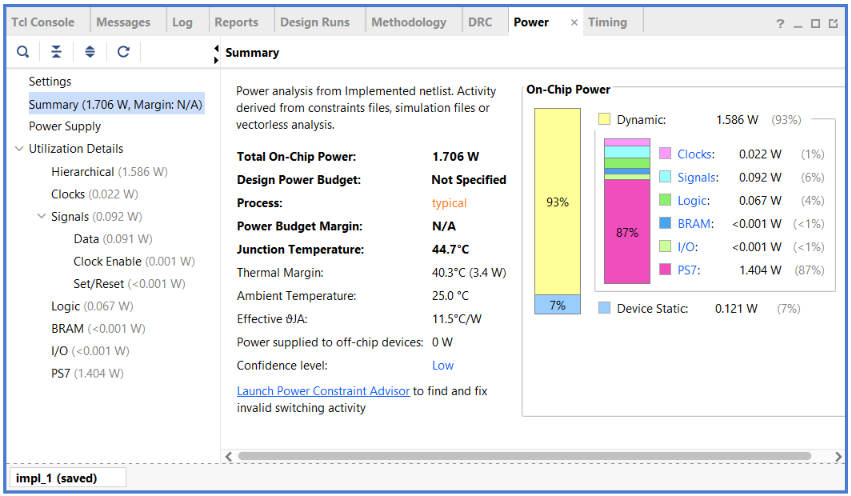 Tcl Console Messages Log Reports Design Runs Methodology DRC Power × Timing ?
Summary
Settings
Summary (1.706 W, Margin: N/A)
Power Supply
Utilization Details
Hierarchical (1.586 W)
Clocks (0.022 W)
Signals (0.092 W)
Data (0.091 W)
Clock Enable (0.001 W)
Set/Reset (<0.001 W)
Logic (0.067 W)
BRAM (<0.001 W)
I/O (<0.001 W)
PS7 (1.404 W)
Power analysis from Implemented netlist. Activity
derived from constraints files, simulation files or
vectorless analysis.
Total On-Chip Power: 1.706 W
Design Power Budget: Not Specified
Process: typical
Power Budget Margin: N/A
Junction Temperature: 44.7°C
Thermal Margin: 40.3°C (3.4 W)
Ambient Temperature: 25.0 °C
Effective ϑJA: 11.5°C/W
Power supplied to off-chip devices: 0 W
Confidence level: Low
Launch Power Constraint Advisor to find and fix
invalid switching activity
On-Chip Power
93%
7%
Dynamic: 1.586 W (93%)
87%
Clocks: 0.022 W (1%)
Signals: 0.092 W (6%)
Logic: 0.067 W (4%)
BRAM: <0.001 W (<1%)
I/O: <0.001 W (<1%)
PS7: 1.404 W (87%)
Device Static: 0.121 W (7%)
impl_1 (saved)